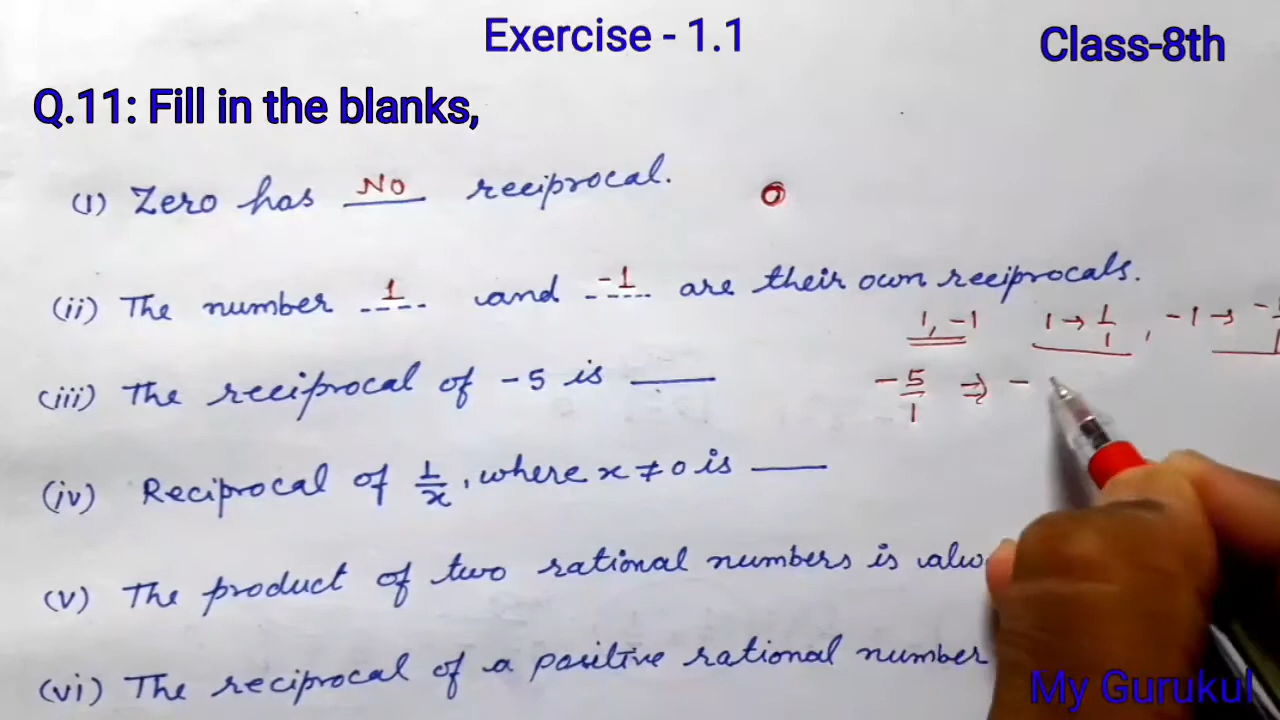 Exercise - 1.1
Class-8th
Q.11: Fill in the blanks,
(i) Zero has No reciprocal. 0
(ii) The number 1 and -1 are their own reciprocals.
1, -1 1 → 1/1 , -1 →
(iii) The reciprocal of -5 is ____ -5/1 ⇒ -
(iv) Reciprocal of 1/x, where x ≠ 0 is ____
(v) The product of two rational numbers is
(vi) The reciprocal of a positive rational number
My Gurukul